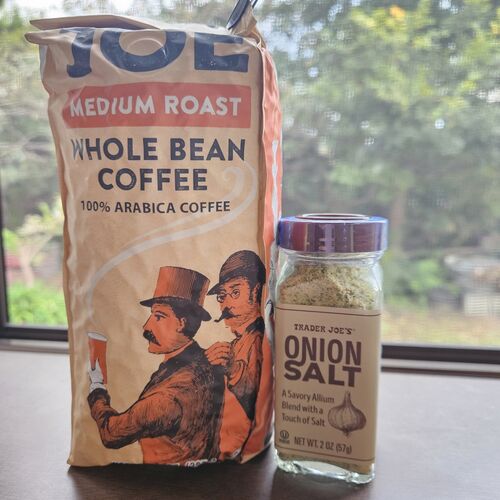 JOE
MEDIUM ROAST
WHOLE BEAN
COFFEE
100% ARABICA COFFEE
TRADER JOE'S
ONION
SALT
A Savory Allium
Blend with a
Touch of Salt
NET WT. 2 OZ (57g)